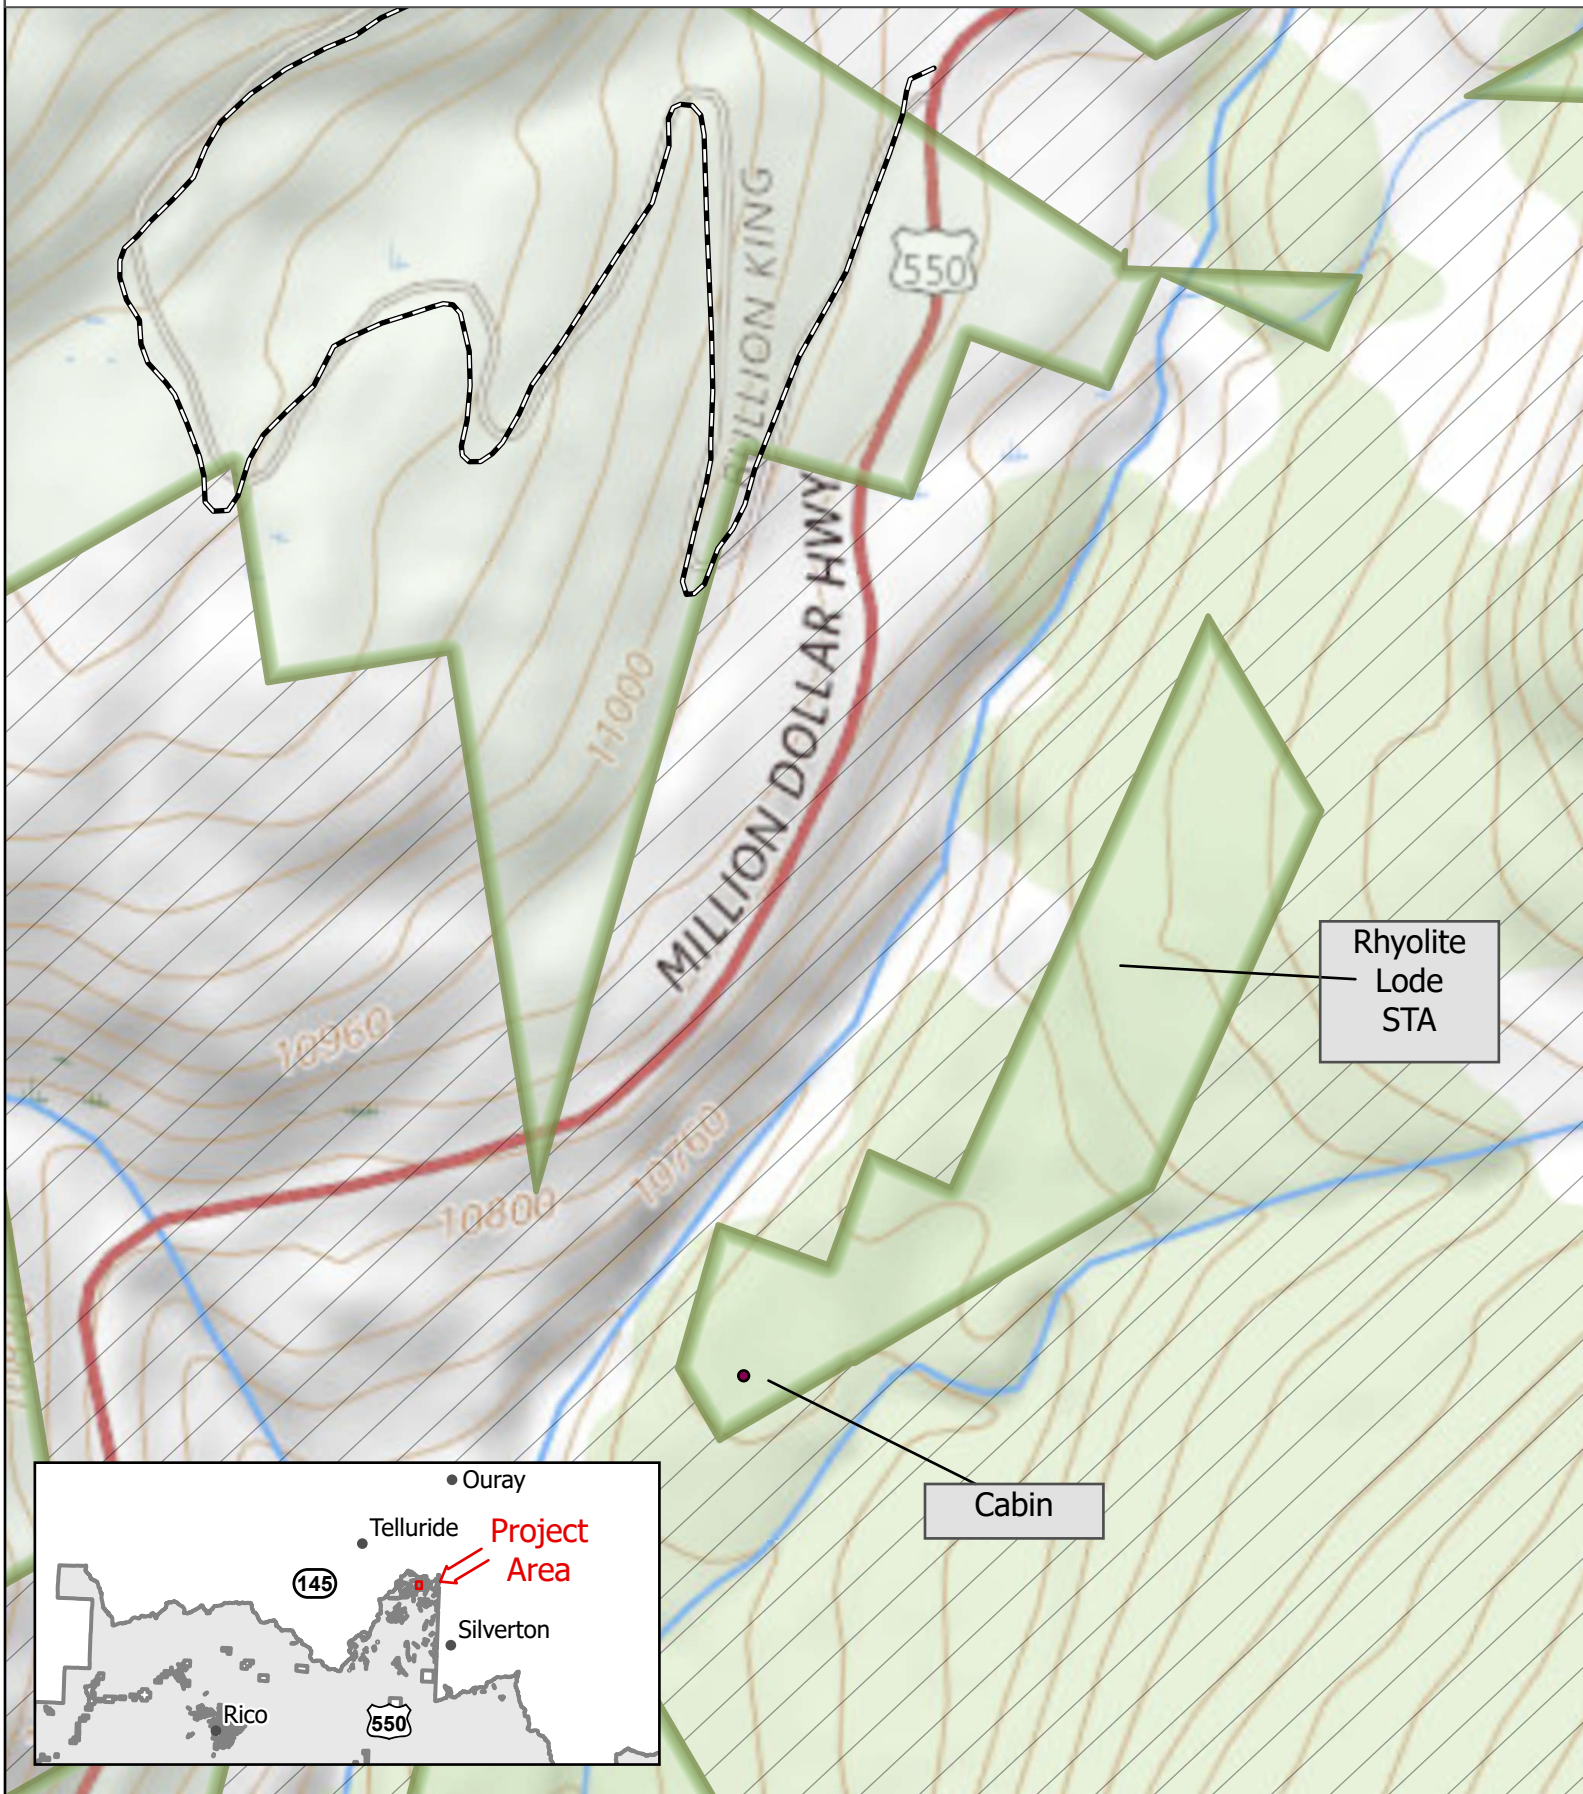 550
BULLION KING
MILLION DOLLAR HWY
11000
10960
10800
10760
Rhyolite
Lode
STA
Cabin
Ouray
Telluride
Project
Area
145
Silverton
Rico
550